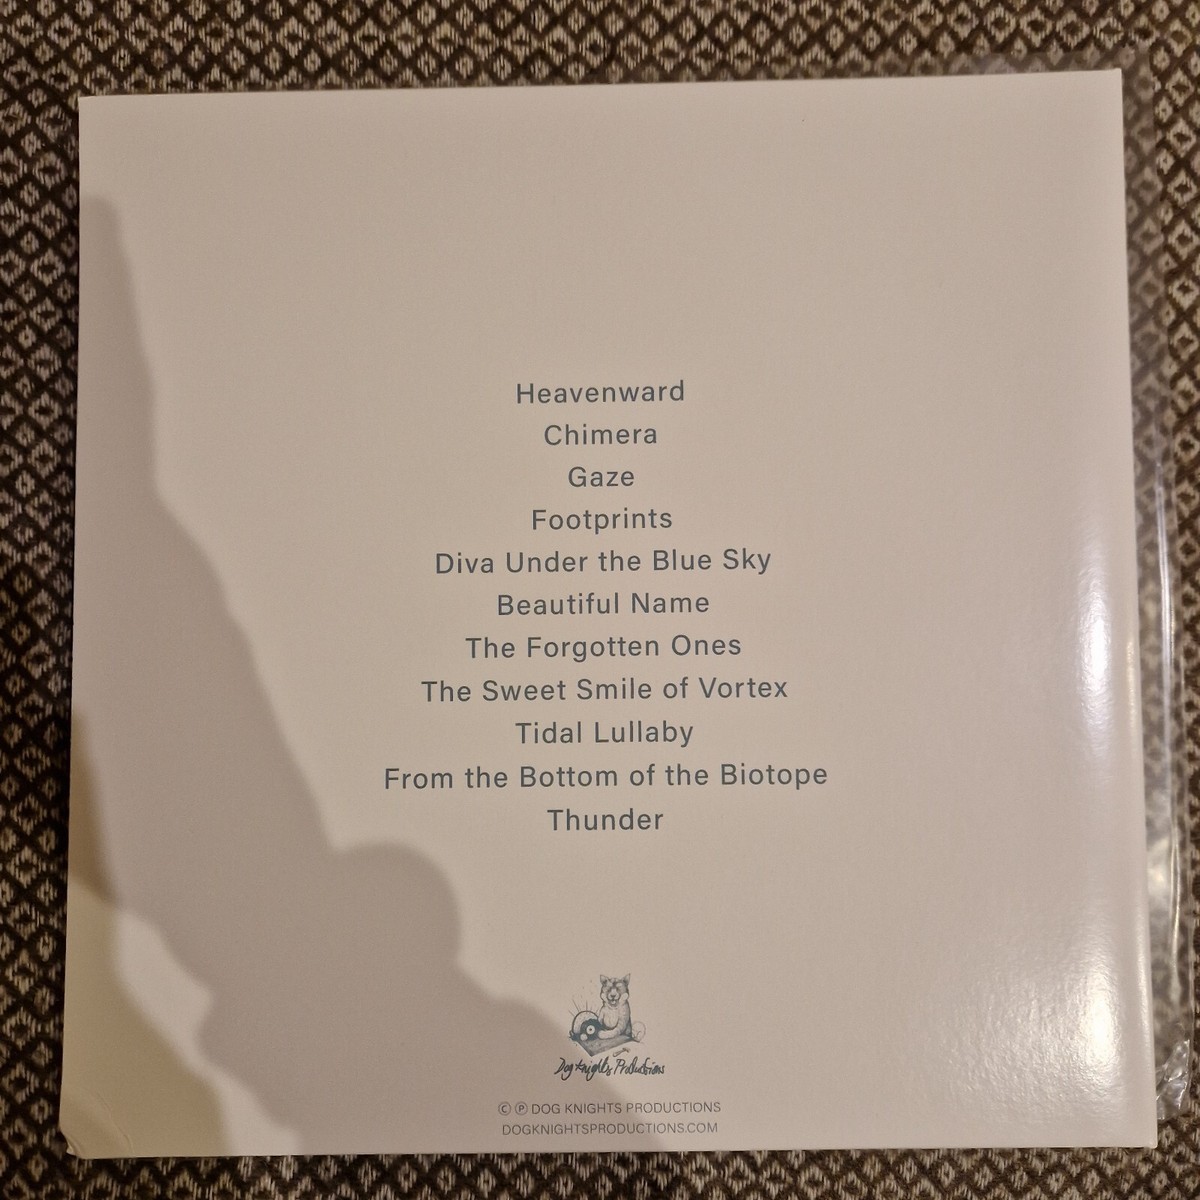 Heavenward
Chimera
Gaze
Footprints
Diva Under the Blue Sky
Beautiful Name
The Forgotten Ones
The Sweet Smile of Vortex
Tidal Lullaby
From the Bottom of the Biotope
Thunder
Dog Knights Productions
© ℗ DOG KNIGHTS PRODUCTIONS
DOGKNIGHTSPRODUCTIONS.COM